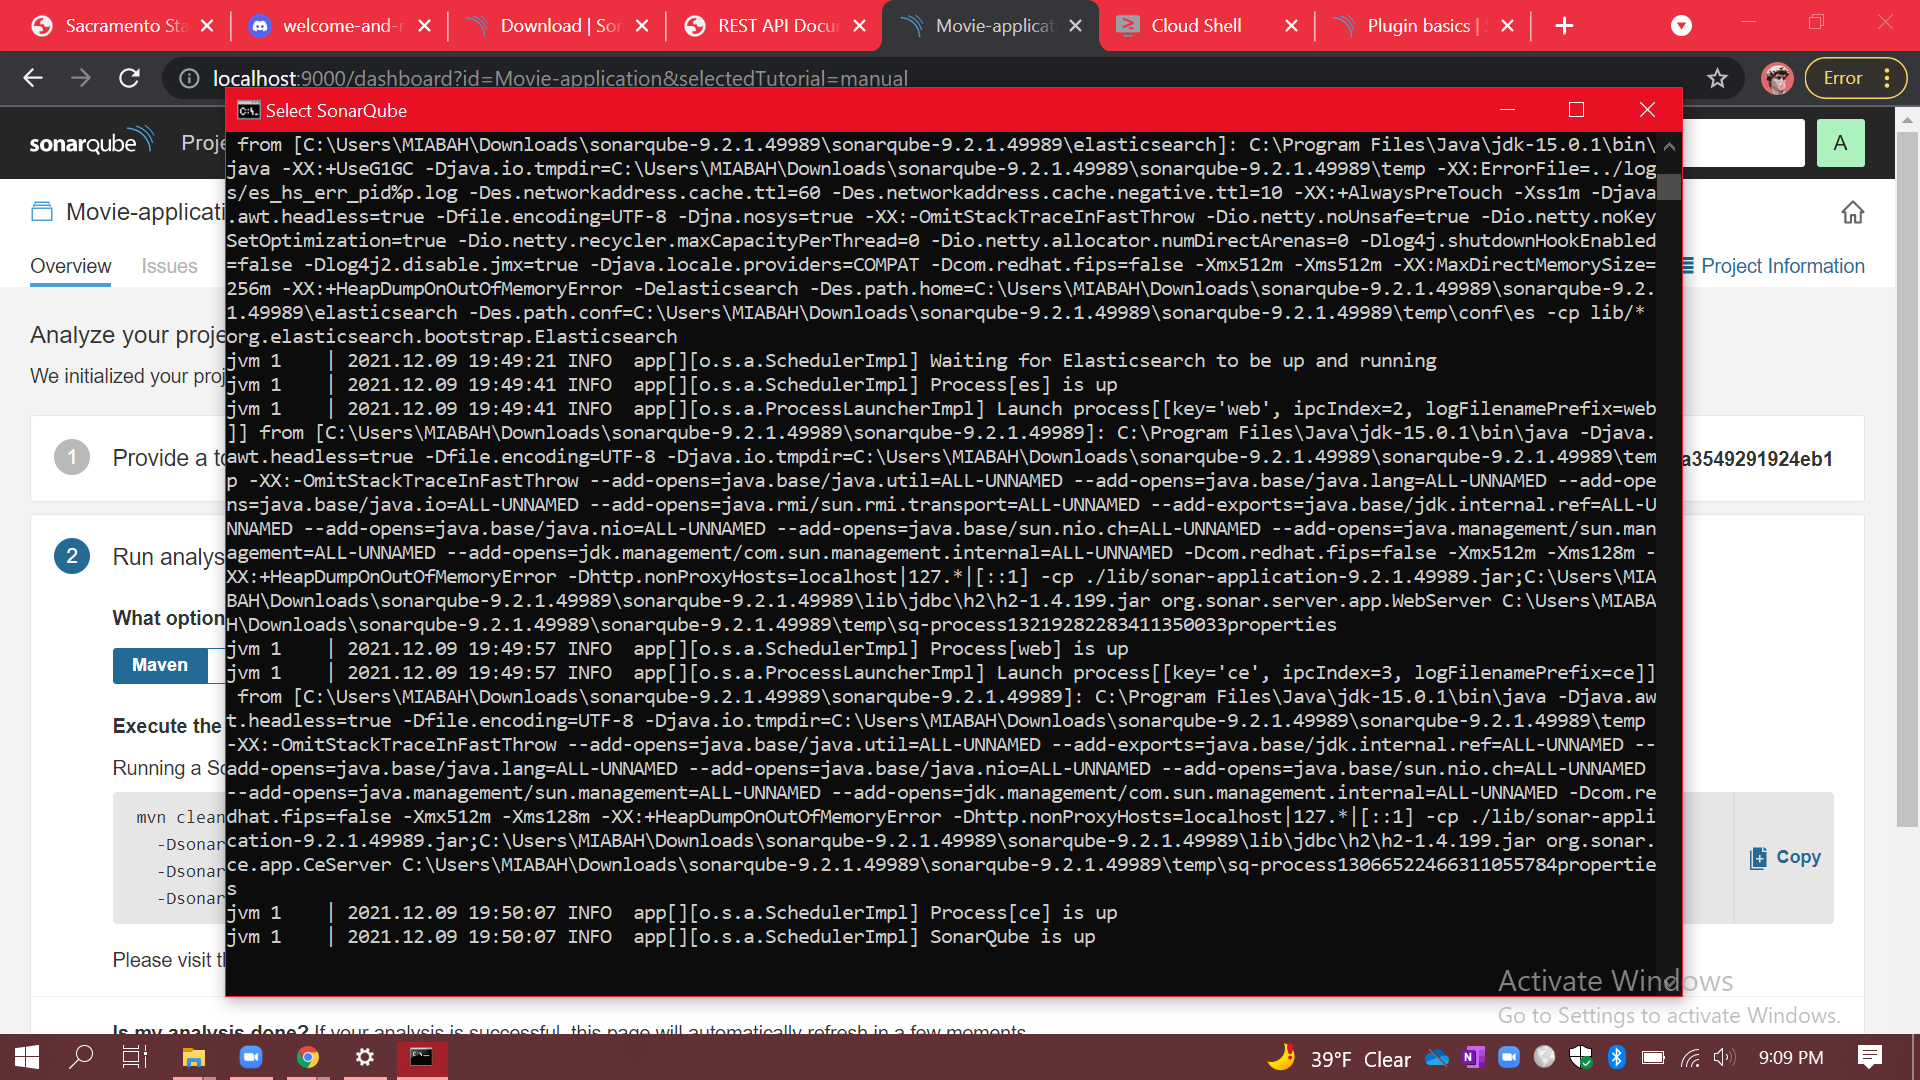 Sacramento Sta
welcome-and-r
Download | Son
REST API Docu
Movie-applicat
Cloud Shell
Plugin basics | S
localhost:9000/dashboard?id=Movie-application&selectedTutorial=manual
Error
Select SonarQube
sonarqube
Proje
A
Movie-applicati
Overview
Issues
Project Information
Analyze your proje
We initialized your proj
1
Provide a to
a3549291924eb1
2
Run analys
What option
Maven
Execute the
Running a Sc
mvn clean
-Dsonar
-Dsonar
-Dsonar
Copy
Please visit th
Is my analysis done? If your analysis is successful, this page will automatically refresh in a few moments.
from [C:\Users\MIABAH\Downloads\sonarqube-9.2.1.49989\sonarqube-9.2.1.49989\elasticsearch]: C:\Program Files\Java\jdk-15.0.1\bin\
java -XX:+UseG1GC -Djava.io.tmpdir=C:\Users\MIABAH\Downloads\sonarqube-9.2.1.49989\sonarqube-9.2.1.49989\temp -XX:ErrorFile=../log
s/es_hs_err_pid%p.log -Des.networkaddress.cache.ttl=60 -Des.networkaddress.cache.negative.ttl=10 -XX:+AlwaysPreTouch -Xss1m -Djava
.awt.headless=true -Dfile.encoding=UTF-8 -Djna.nosys=true -XX:-OmitStackTraceInFastThrow -Dio.netty.noUnsafe=true -Dio.netty.noKey
SetOptimization=true -Dio.netty.recycler.maxCapacityPerThread=0 -Dio.netty.allocator.numDirectArenas=0 -Dlog4j.shutdownHookEnabled
=false -Dlog4j2.disable.jmx=true -Djava.locale.providers=COMPAT -Dcom.redhat.fips=false -Xmx512m -Xms512m -XX:MaxDirectMemorySize=
256m -XX:+HeapDumpOnOutOfMemoryError -Delasticsearch -Des.path.home=C:\Users\MIABAH\Downloads\sonarqube-9.2.1.49989\sonarqube-9.2.
1.49989\elasticsearch -Des.path.conf=C:\Users\MIABAH\Downloads\sonarqube-9.2.1.49989\sonarqube-9.2.1.49989\temp\conf\es -cp lib/*
org.elasticsearch.bootstrap.Elasticsearch
jvm 1    | 2021.12.09 19:49:21 INFO  app[][o.s.a.SchedulerImpl] Waiting for Elasticsearch to be up and running
jvm 1    | 2021.12.09 19:49:41 INFO  app[][o.s.a.SchedulerImpl] Process[es] is up
jvm 1    | 2021.12.09 19:49:41 INFO  app[][o.s.a.ProcessLauncherImpl] Launch process[[key='web', ipcIndex=2, logFilenamePrefix=web
]] from [C:\Users\MIABAH\Downloads\sonarqube-9.2.1.49989\sonarqube-9.2.1.49989]: C:\Program Files\Java\jdk-15.0.1\bin\java -Djava.
awt.headless=true -Dfile.encoding=UTF-8 -Djava.io.tmpdir=C:\Users\MIABAH\Downloads\sonarqube-9.2.1.49989\sonarqube-9.2.1.49989\tem
p -XX:-OmitStackTraceInFastThrow --add-opens=java.base/java.util=ALL-UNNAMED --add-opens=java.base/java.lang=ALL-UNNAMED --add-ope
ns=java.base/java.io=ALL-UNNAMED --add-opens=java.rmi/sun.rmi.transport=ALL-UNNAMED --add-exports=java.base/jdk.internal.ref=ALL-U
NNAMED --add-opens=java.base/java.nio=ALL-UNNAMED --add-opens=java.base/sun.nio.ch=ALL-UNNAMED --add-opens=java.management/sun.man
agement=ALL-UNNAMED --add-opens=jdk.management/com.sun.management.internal=ALL-UNNAMED -Dcom.redhat.fips=false -Xmx512m -Xms128m -
XX:+HeapDumpOnOutOfMemoryError -Dhttp.nonProxyHosts=localhost|127.*|[::1] -cp ./lib/sonar-application-9.2.1.49989.jar;C:\Users\MIA
BAH\Downloads\sonarqube-9.2.1.49989\sonarqube-9.2.1.49989\lib\jdbc\h2\h2-1.4.199.jar org.sonar.server.app.WebServer C:\Users\MIABA
H\Downloads\sonarqube-9.2.1.49989\sonarqube-9.2.1.49989\temp\sq-process13219282283411350033properties
jvm 1    | 2021.12.09 19:49:57 INFO  app[][o.s.a.SchedulerImpl] Process[web] is up
jvm 1    | 2021.12.09 19:49:57 INFO  app[][o.s.a.ProcessLauncherImpl] Launch process[[key='ce', ipcIndex=3, logFilenamePrefix=ce]]
from [C:\Users\MIABAH\Downloads\sonarqube-9.2.1.49989\sonarqube-9.2.1.49989]: C:\Program Files\Java\jdk-15.0.1\bin\java -Djava.aw
t.headless=true -Dfile.encoding=UTF-8 -Djava.io.tmpdir=C:\Users\MIABAH\Downloads\sonarqube-9.2.1.49989\sonarqube-9.2.1.49989\temp
-XX:-OmitStackTraceInFastThrow --add-opens=java.base/java.util=ALL-UNNAMED --add-exports=java.base/jdk.internal.ref=ALL-UNNAMED --
add-opens=java.base/java.lang=ALL-UNNAMED --add-opens=java.base/java.nio=ALL-UNNAMED --add-opens=java.base/sun.nio.ch=ALL-UNNAMED
--add-opens=java.management/sun.management=ALL-UNNAMED --add-opens=jdk.management/com.sun.management.internal=ALL-UNNAMED -Dcom.re
dhat.fips=false -Xmx512m -Xms128m -XX:+HeapDumpOnOutOfMemoryError -Dhttp.nonProxyHosts=localhost|127.*|[::1] -cp ./lib/sonar-appli
cation-9.2.1.49989.jar;C:\Users\MIABAH\Downloads\sonarqube-9.2.1.49989\sonarqube-9.2.1.49989\lib\jdbc\h2\h2-1.4.199.jar org.sonar.
ce.app.CeServer C:\Users\MIABAH\Downloads\sonarqube-9.2.1.49989\sonarqube-9.2.1.49989\temp\sq-process13066522466311055784propertie
s
jvm 1    | 2021.12.09 19:50:07 INFO  app[][o.s.a.SchedulerImpl] Process[ce] is up
jvm 1    | 2021.12.09 19:50:07 INFO  app[][o.s.a.SchedulerImpl] SonarQube is up
Activate Windows
Go to Settings to activate Windows.
39°F Clear
9:09 PM